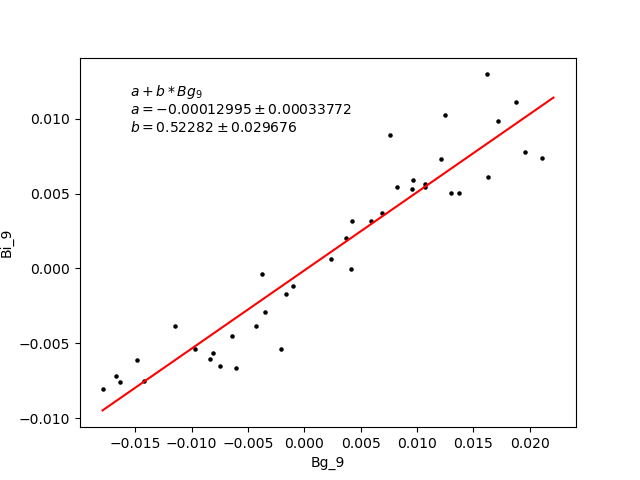 a + b * Bg₉
a = −0.00012995 ± 0.00033772
b = 0.52282 ± 0.029676
0.010
0.005
0.000
−0.005
−0.010
Bi_9
−0.015 −0.010 −0.005 0.000 0.005 0.010 0.015 0.020
Bg_9